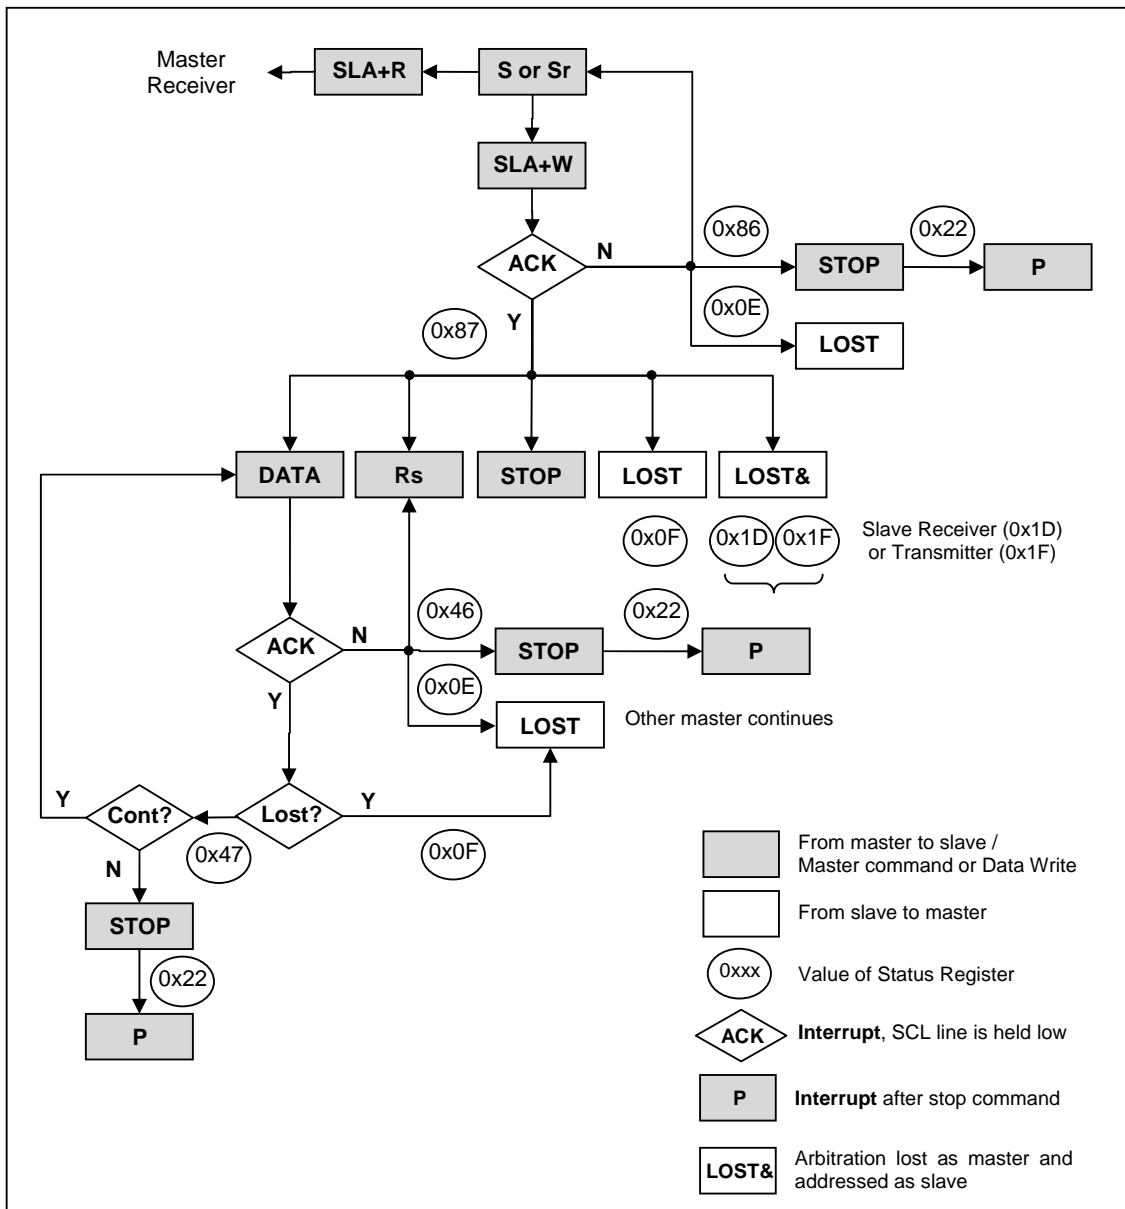 Master
Receiver
SLA+R
S or Sr
SLA+W
ACK
N
0x86
0x22
STOP
P
0x0E
LOST
Y
0x87
DATA
Rs
STOP
LOST
LOST&
0x0F
0x1D
0x1F
Slave Receiver (0x1D)
or Transmitter (0x1F)
ACK
N
0x46
0x22
STOP
P
Y
0x0E
LOST
Other master continues
Y
Cont?
Lost?
Y
0x47
0x0F
N
STOP
0x22
P
From master to slave /
Master command or Data Write
From slave to master
0xxx
Value of Status Register
ACK
Interrupt, SCL line is held low
P
Interrupt after stop command
LOST&
Arbitration lost as master and
addressed as slave